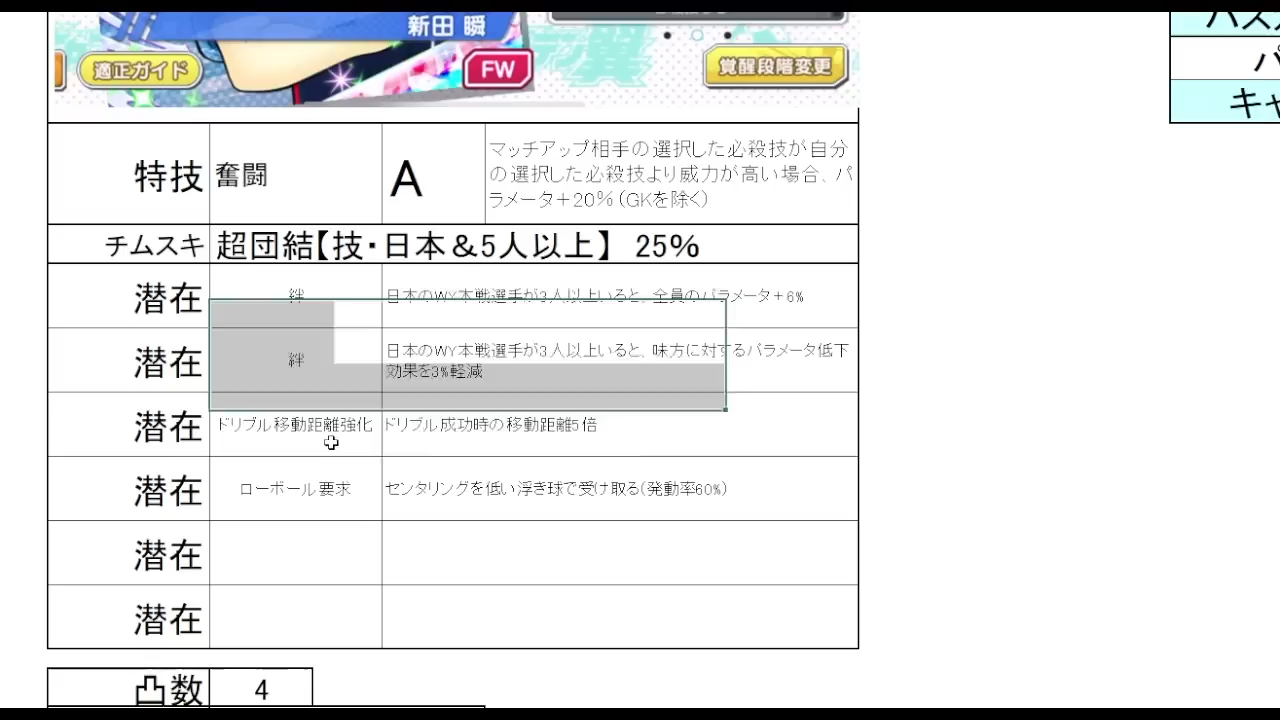 新田 瞬
適正ガイド
FW
覚醒段階変更
パ
キャ
特技 奮闘 A マッチアップ相手の選択した必殺技が自分
の選択した必殺技より威力が高い場合、パ
ラメータ＋20％（GKを除く）
チムスキ 超団結【技・日本＆5人以上】 25％
潜在 絆 日本のWY本戦選手が3人以上いると、全員のパラメータ＋6%
潜在 絆 日本のWY本戦選手が3人以上いると、味方に対するパラメータ低下
効果を3%軽減
潜在 ドリブル移動距離強化 ドリブル成功時の移動距離5倍
潜在 ローボール要求 センタリングを低い浮き球で受け取る（発動率60%）
潜在
潜在
凸数 4